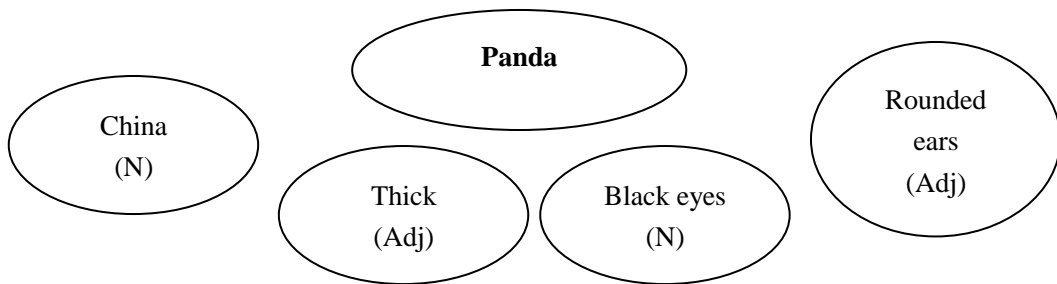 Panda
China
(N)
Thick
(Adj)
Black eyes
(N)
Rounded
ears
(Adj)